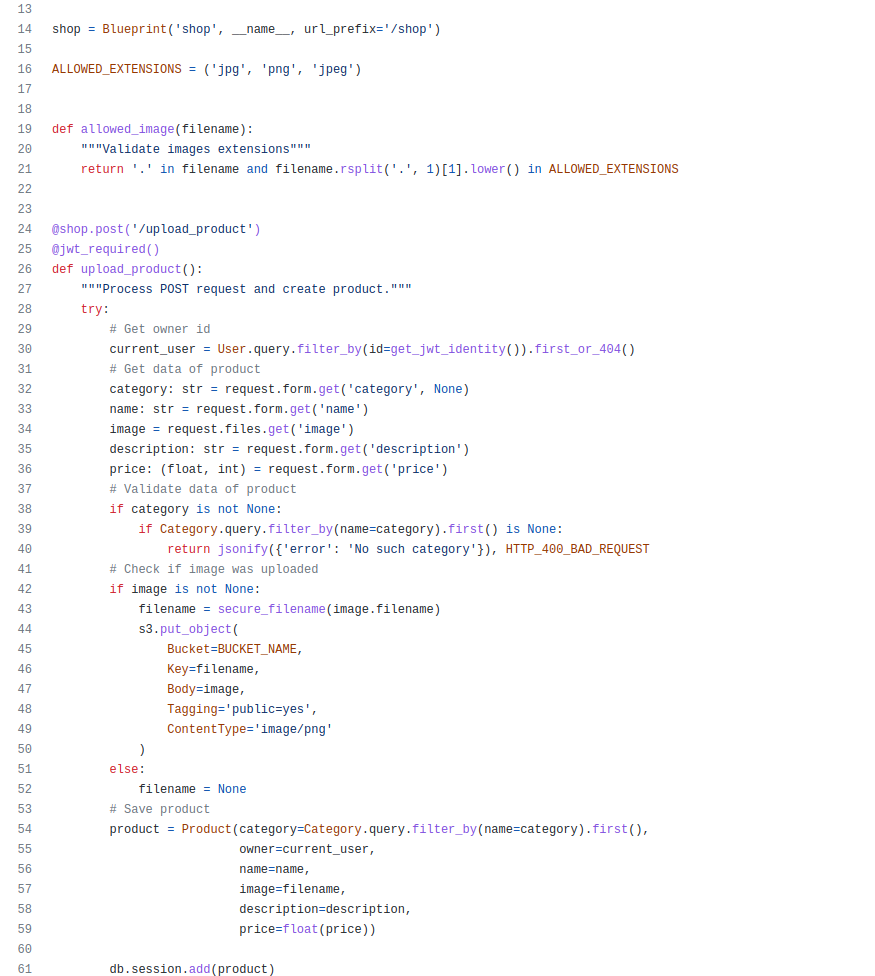 13
14 shop = Blueprint('shop', __name__, url_prefix='/shop')
15
16 ALLOWED_EXTENSIONS = ('jpg', 'png', 'jpeg')
17
18
19 def allowed_image(filename):
20     """Validate images extensions"""
21     return '.' in filename and filename.rsplit('.', 1)[1].lower() in ALLOWED_EXTENSIONS
22
23
24 @shop.post('/upload_product')
25 @jwt_required()
26 def upload_product():
27     """Process POST request and create product."""
28     try:
29         # Get owner id
30         current_user = User.query.filter_by(id=get_jwt_identity()).first_or_404()
31         # Get data of product
32         category: str = request.form.get('category', None)
33         name: str = request.form.get('name')
34         image = request.files.get('image')
35         description: str = request.form.get('description')
36         price: (float, int) = request.form.get('price')
37         # Validate data of product
38         if category is not None:
39             if Category.query.filter_by(name=category).first() is None:
40                 return jsonify({'error': 'No such category'}), HTTP_400_BAD_REQUEST
41         # Check if image was uploaded
42         if image is not None:
43             filename = secure_filename(image.filename)
44             s3.put_object(
45                 Bucket=BUCKET_NAME,
46                 Key=filename,
47                 Body=image,
48                 Tagging='public=yes',
49                 ContentType='image/png'
50             )
51         else:
52             filename = None
53         # Save product
54         product = Product(category=Category.query.filter_by(name=category).first(),
55                           owner=current_user,
56                           name=name,
57                           image=filename,
58                           description=description,
59                           price=float(price))
60
61         db.session.add(product)